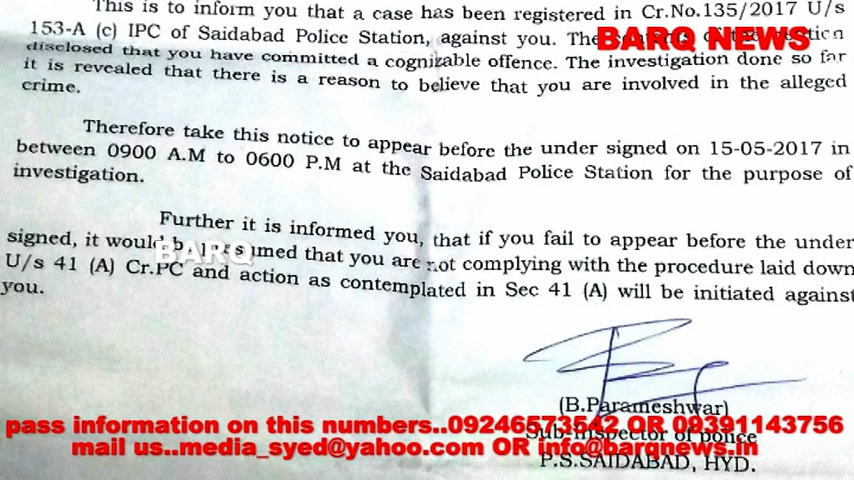 This is to inform you that a case has been registered in Cr.No.135/2017 U/s
153-A (c) IPC of Saidabad Police Station, against you. The
disclosed that you have committed a cognizable offence. The investigation done so far
it is revealed that there is a reason to believe that you are involved in the alleged
crime.
BARQ NEWS
Therefore take this notice to appear before the under signed on 15-05-2017 in
between 0900 A.M to 0600 P.M at the Saidabad Police Station for the purpose of
investigation.
Further it is informed you, that if you fail to appear before the under
signed, it would that you are not complying with the procedure laid down
U/s 41 (A) Cr.PC and action as contemplated in Sec 41 (A) will be initiated against
you.
BARQ
(B.Parameshwar)
Sub-Inspector of police
P.S.SAIDABAD, HYD.
pass information on this numbers..09246573542 OR 09391143756
mail us..media_syed@yahoo.com OR info@barqnews.in